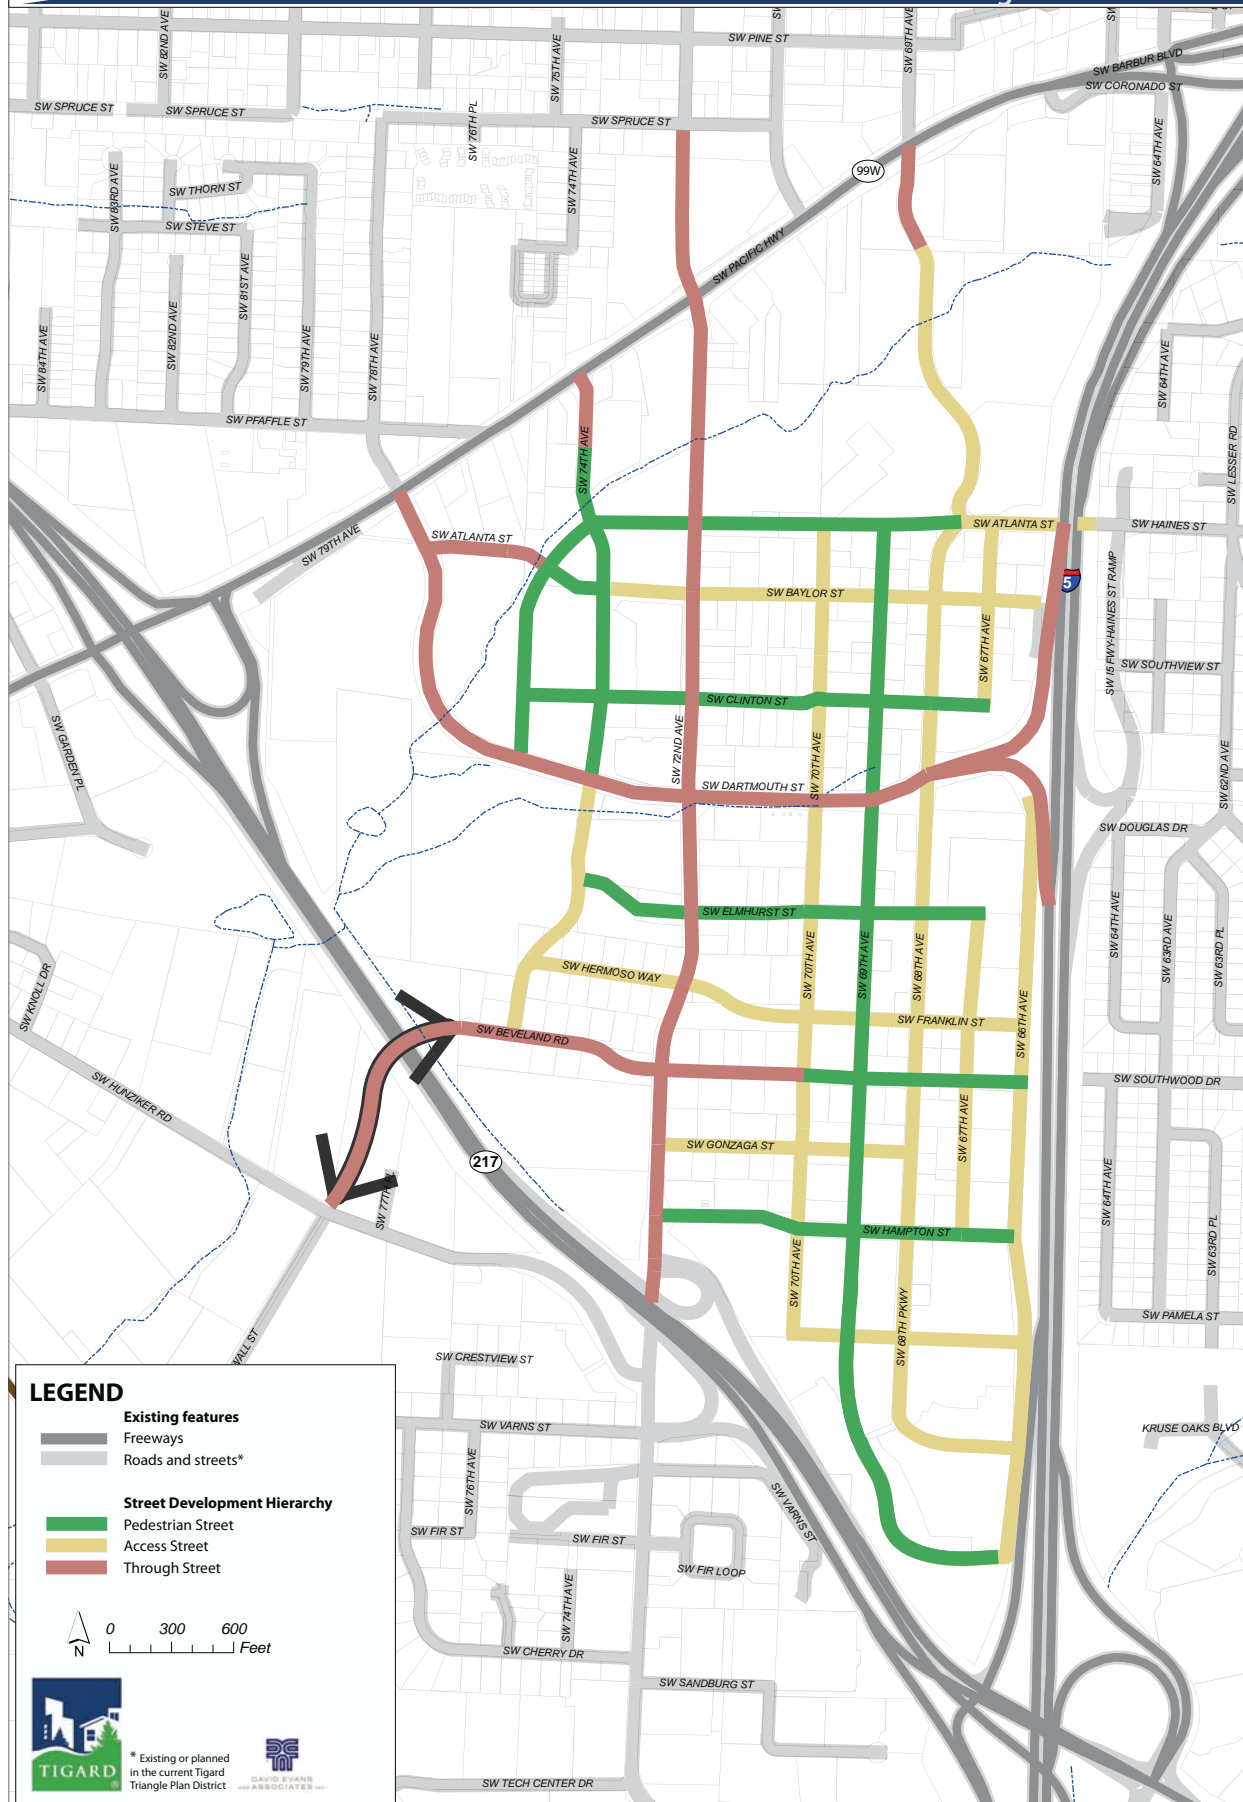 SW PINE ST
SW 82ND AVE
SW 75TH AVE
SW 69TH AVE
SW BARBUR BLVD
SW CORONADO ST
SW SPRUCE ST
SW SPRUCE ST
SW SPRUCE ST
SW 76TH PL
SW 74TH AVE
SW 64TH AVE
99W
SW 83RD AVE
SW THORN ST
SW STEVE ST
SW 81ST AVE
SW PACIFIC HWY
SW 84TH AVE
SW 82ND AVE
SW 79TH AVE
SW 78TH AVE
SW 64TH AVE
SW PFAFFLE ST
SW 74TH AVE
SW LESSER RD
SW ATLANTA ST
SW HAINES ST
SW 79TH AVE
SW ATLANTA ST
5
SW I5 FWY-HAINES ST RAMP
SW BAYLOR ST
SW 67TH AVE
SW SOUTHVIEW ST
SW CLINTON ST
SW GARDEN PL
SW 72ND AVE
SW 70TH AVE
SW 62ND AVE
SW DARTMOUTH ST
SW DOUGLAS DR
SW ELMHURST ST
SW 64TH AVE
SW 63RD AVE
SW 63RD PL
SW KNOLL DR
SW HERMOSO WAY
SW 70TH AVE
SW 69TH AVE
SW 68TH AVE
SW FRANKLIN ST
SW 66TH AVE
SW BEVELAND RD
SW HUNZIKER RD
SW SOUTHWOOD DR
SW GONZAGA ST
SW 67TH AVE
217
SW 77TH PL
SW 64TH AVE
SW 63RD PL
SW HAMPTON ST
SW 70TH AVE
SW 68TH PKWY
SW PAMELA ST
WALL ST
SW CRESTVIEW ST
SW VARNS ST
KRUSE OAKS BLVD
SW 76TH AVE
SW VARNS ST
SW FIR ST
SW FIR ST
SW FIR LOOP
SW 74TH AVE
SW CHERRY DR
SW SANDBURG ST
SW TECH CENTER DR
LEGEND
Existing features
Freeways
Roads and streets*
Street Development Hierarchy
Pedestrian Street
Access Street
Through Street
N
0 300 600
Feet
TIGARD
®
* Existing or planned
in the current Tigard
Triangle Plan District
DAVID EVANS
AND ASSOCIATES INC.